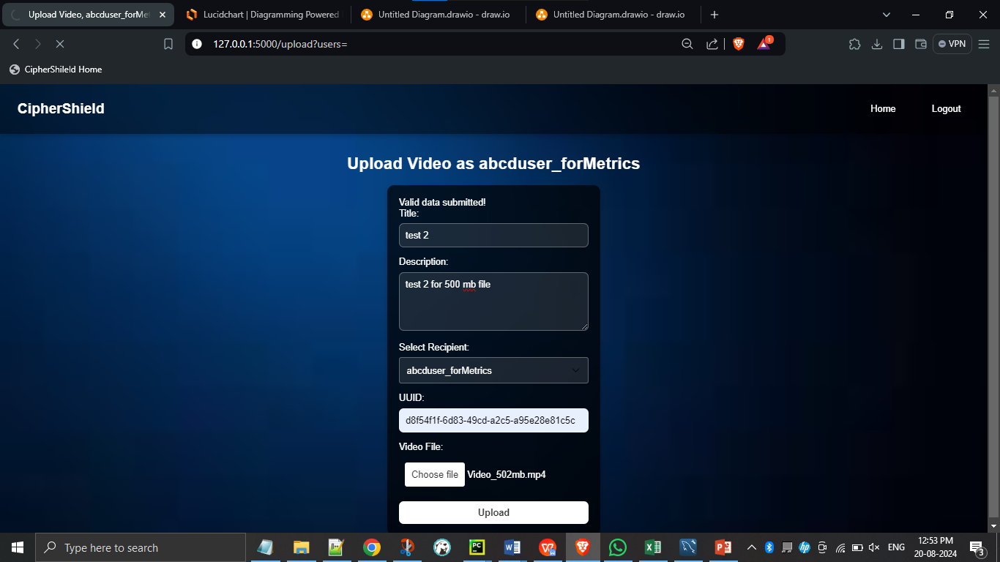 Upload Video, abcduser_forMe
Lucidchart | Diagramming Powered
Untitled Diagram.drawio - draw.io
Untitled Diagram.drawio - draw.io
127.0.0.1:5000/upload?users=
1
VPN
CipherShileld Home
CipherShield
Home
Logout
Upload Video as abcduser_forMetrics
Valid data submitted!
Title:
test 2
Description:
test 2 for 500 mb file
Select Recipient:
abcduser_forMetrics
UUID:
d8f54f1f-6d83-49cd-a2c5-a95e28e81c5c
Video File:
Choose file Video_502mb.mp4
Upload
Type here to search
ENG
12:53 PM
20-08-2024
3